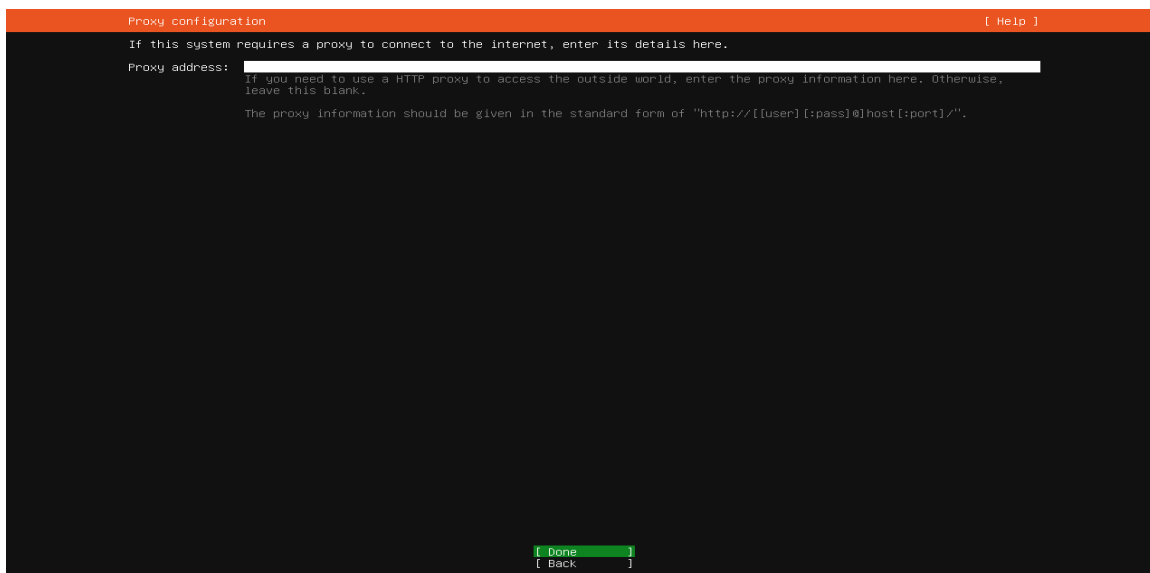 Proxy configuration [ Help ]
If this system requires a proxy to connect to the internet, enter its details here.
Proxy address:
If you need to use a HTTP proxy to access the outside world, enter the proxy information here. Otherwise,
leave this blank.
The proxy information should be given in the standard form of "http://[[user][:pass]@]host[:port]/".
[ Done ]
[ Back ]